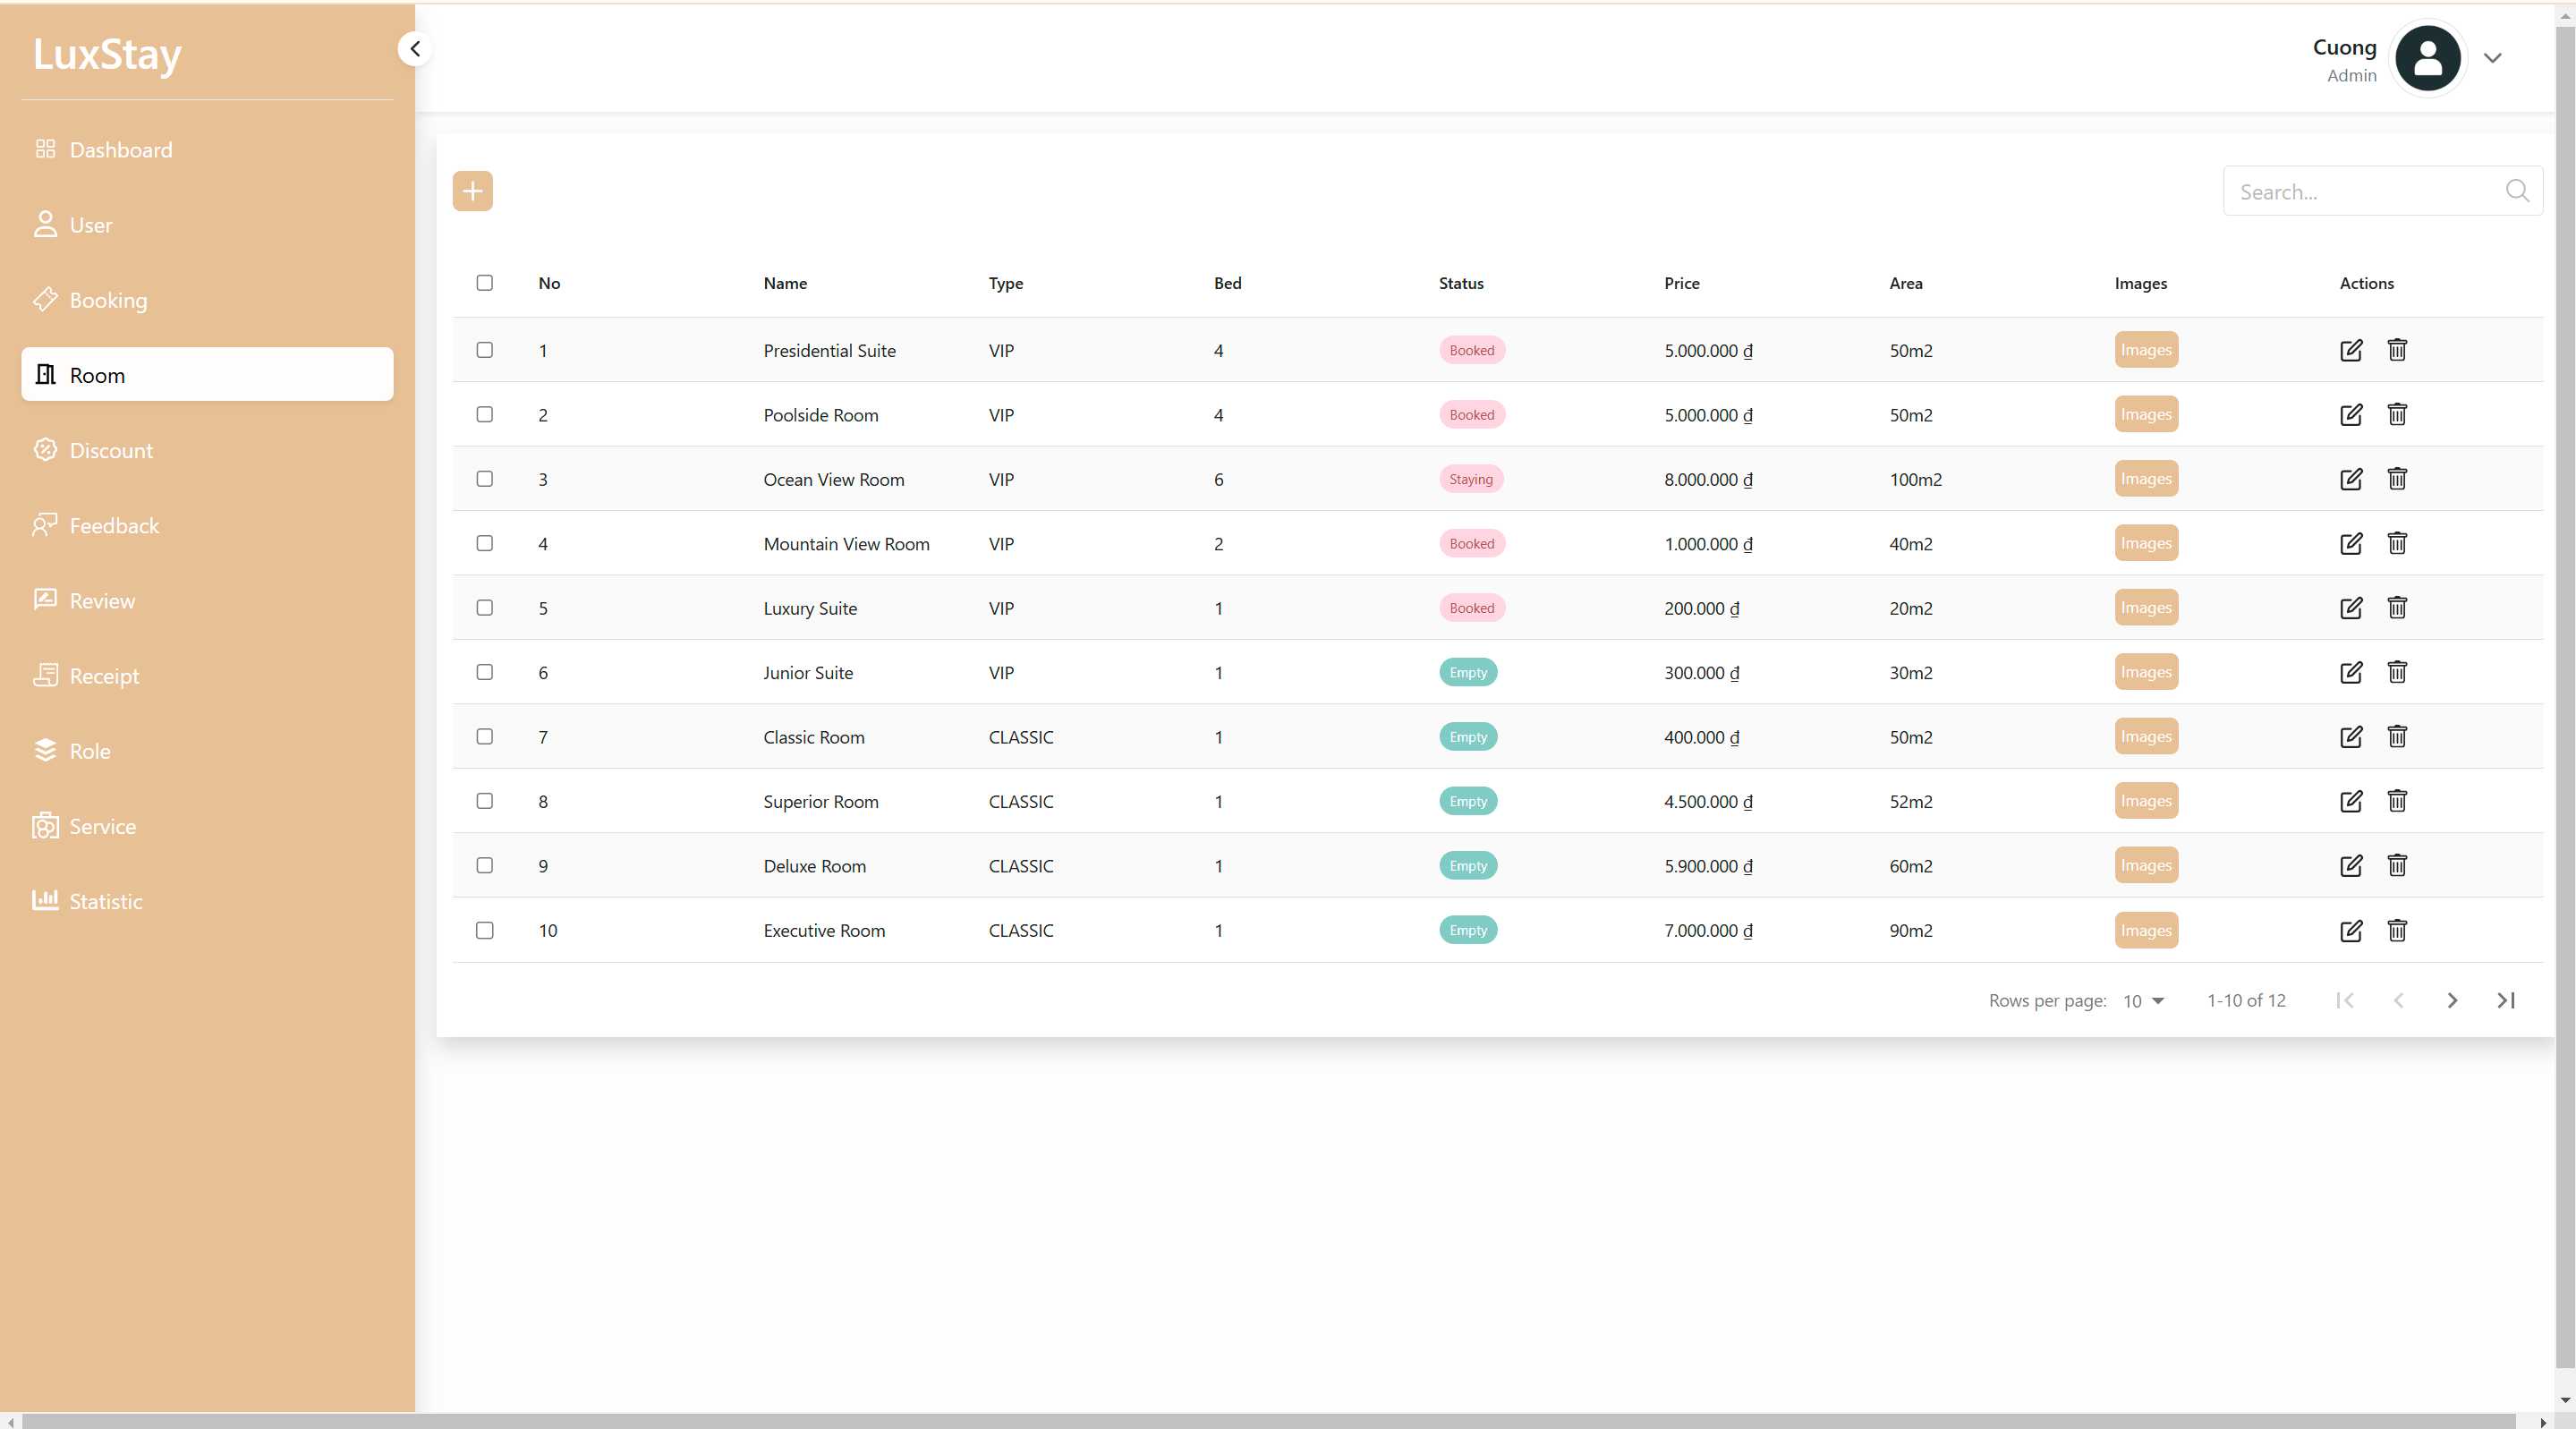 LuxStay
Cuong
Admin
Dashboard
User
Booking
Room
Discount
Feedback
Review
Receipt
Role
Service
Statistic
Search...
No Name Type Bed Status Price Area Images Actions
1 Presidential Suite VIP 4 Booked 5.000.000 ₫ 50m2 Images
2 Poolside Room VIP 4 Booked 5.000.000 ₫ 50m2 Images
3 Ocean View Room VIP 6 Staying 8.000.000 ₫ 100m2 Images
4 Mountain View Room VIP 2 Booked 1.000.000 ₫ 40m2 Images
5 Luxury Suite VIP 1 Booked 200.000 ₫ 20m2 Images
6 Junior Suite VIP 1 Empty 300.000 ₫ 30m2 Images
7 Classic Room CLASSIC 1 Empty 400.000 ₫ 50m2 Images
8 Superior Room CLASSIC 1 Empty 4.500.000 ₫ 52m2 Images
9 Deluxe Room CLASSIC 1 Empty 5.900.000 ₫ 60m2 Images
10 Executive Room CLASSIC 1 Empty 7.000.000 ₫ 90m2 Images
Rows per page: 10 1-10 of 12